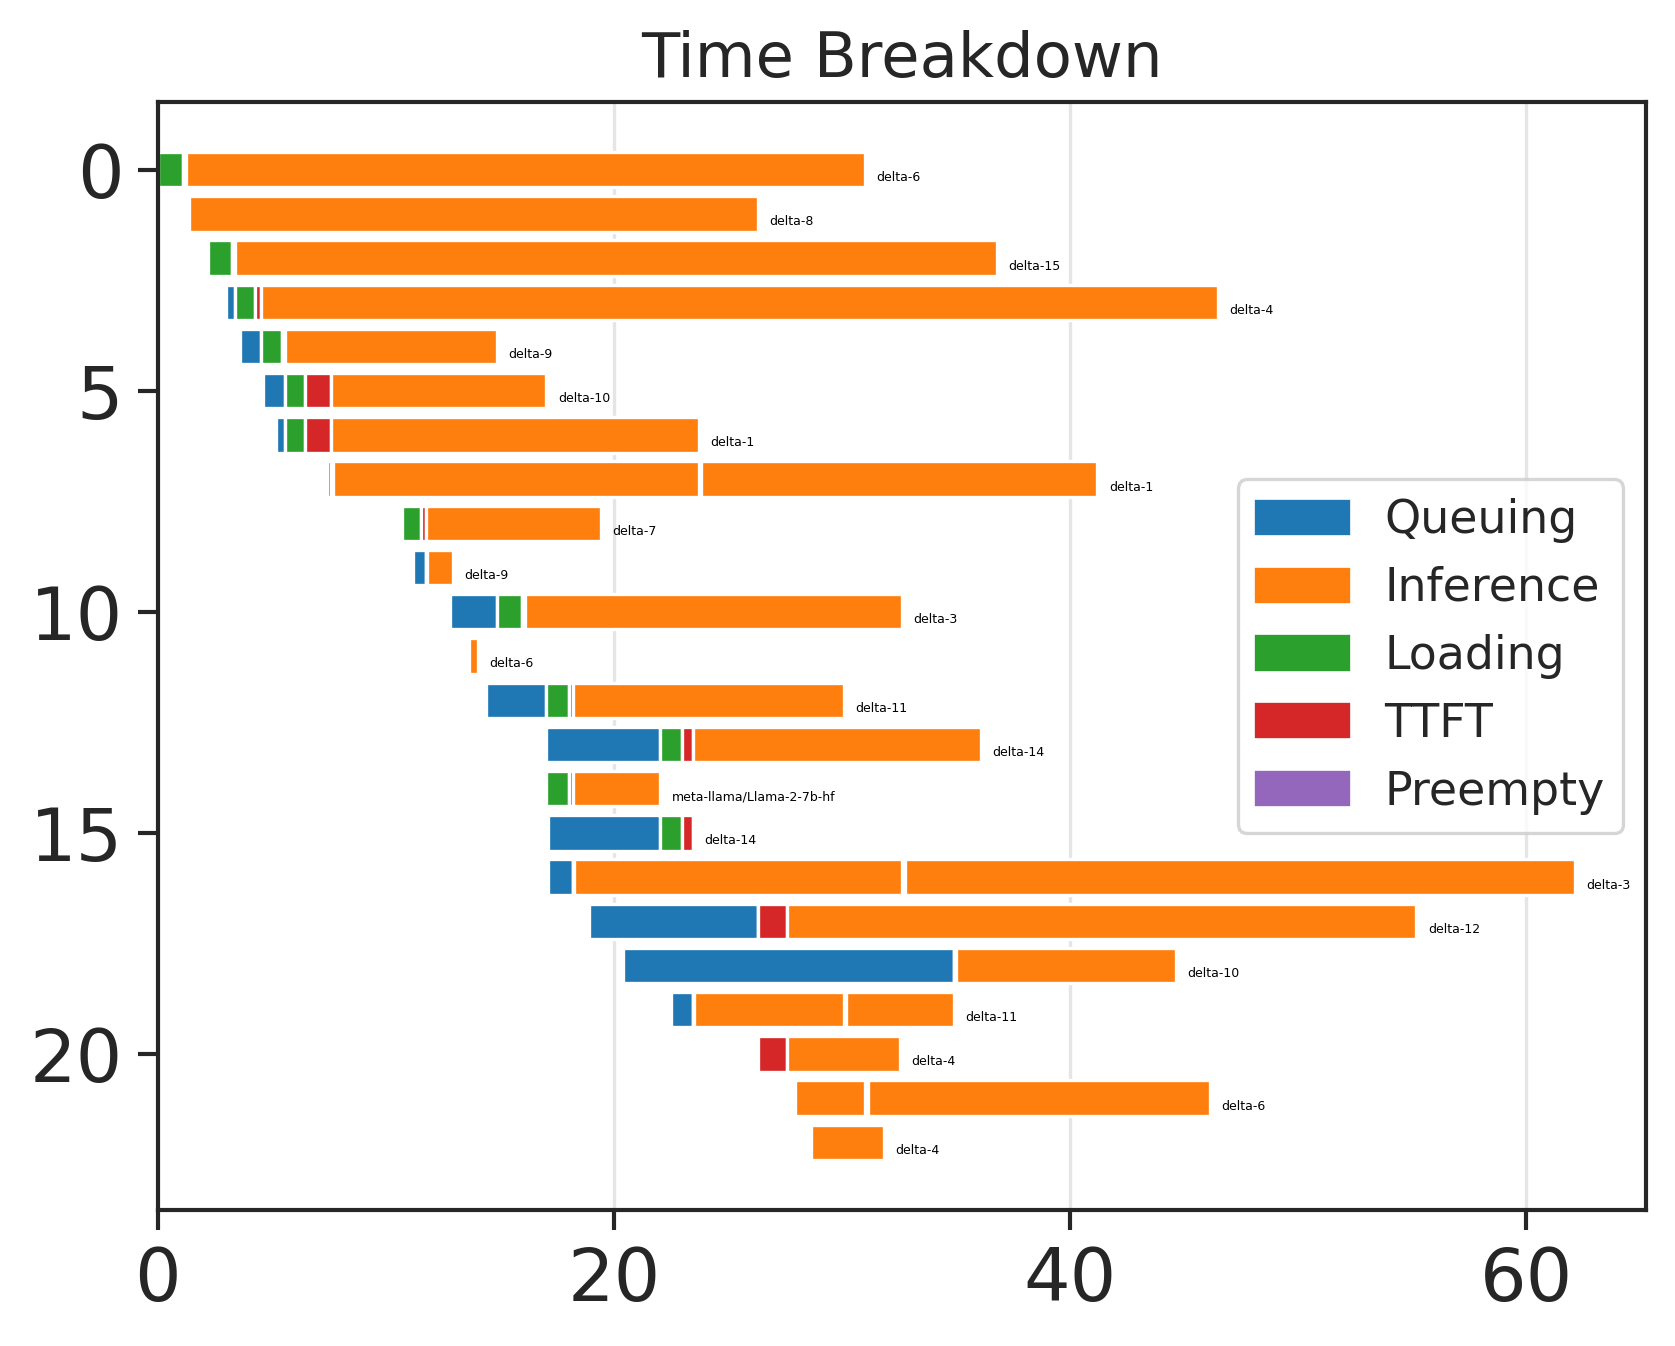 Time Breakdown
0
delta-6
delta-8
delta-15
delta-4
delta-9
5
delta-10
delta-1
delta-1
delta-7
delta-9
10
delta-3
delta-6
delta-11
delta-14
meta-llama/Llama-2-7b-hf
15
delta-14
delta-3
delta-12
delta-10
delta-11
20
delta-4
delta-6
delta-4
Queuing
Inference
Loading
TTFT
Preempty
0 20 40 60